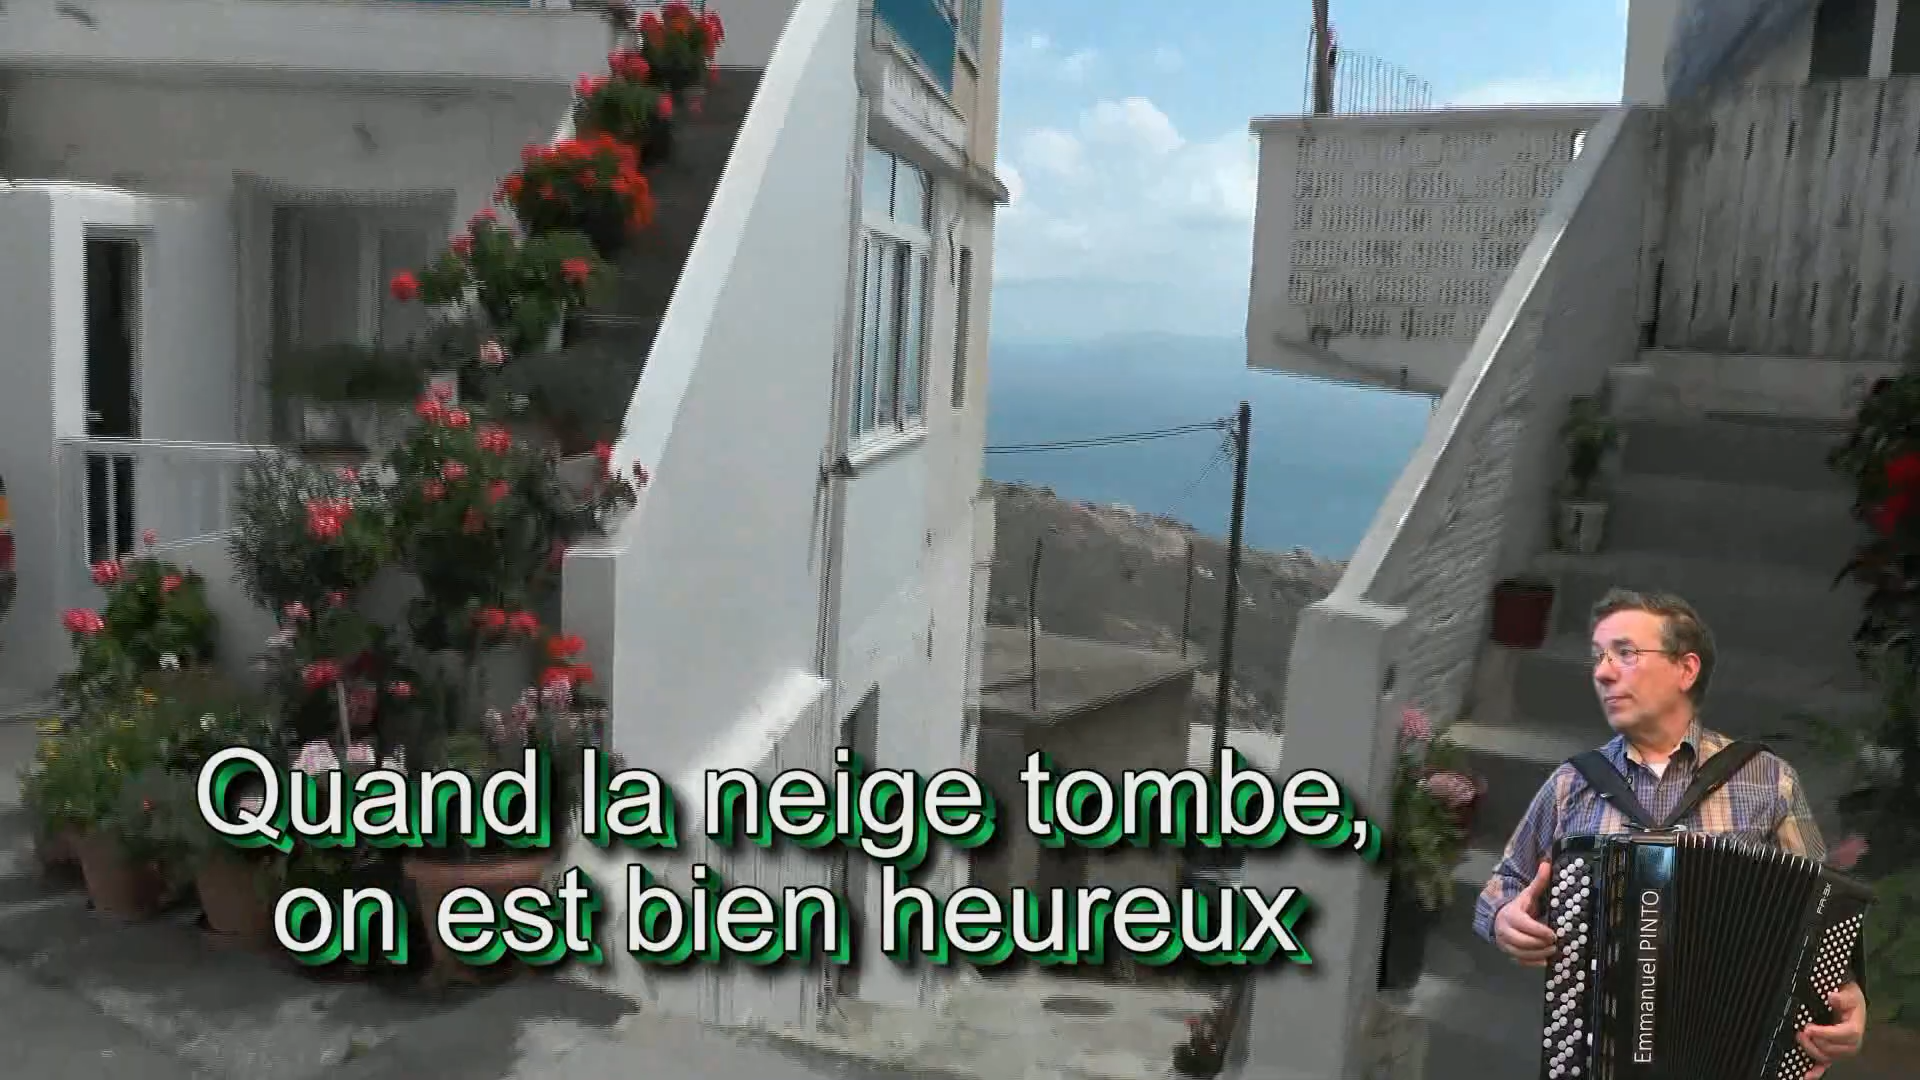 Quand la neige tombe,
on est bien heureux
Emmanuel PINTO